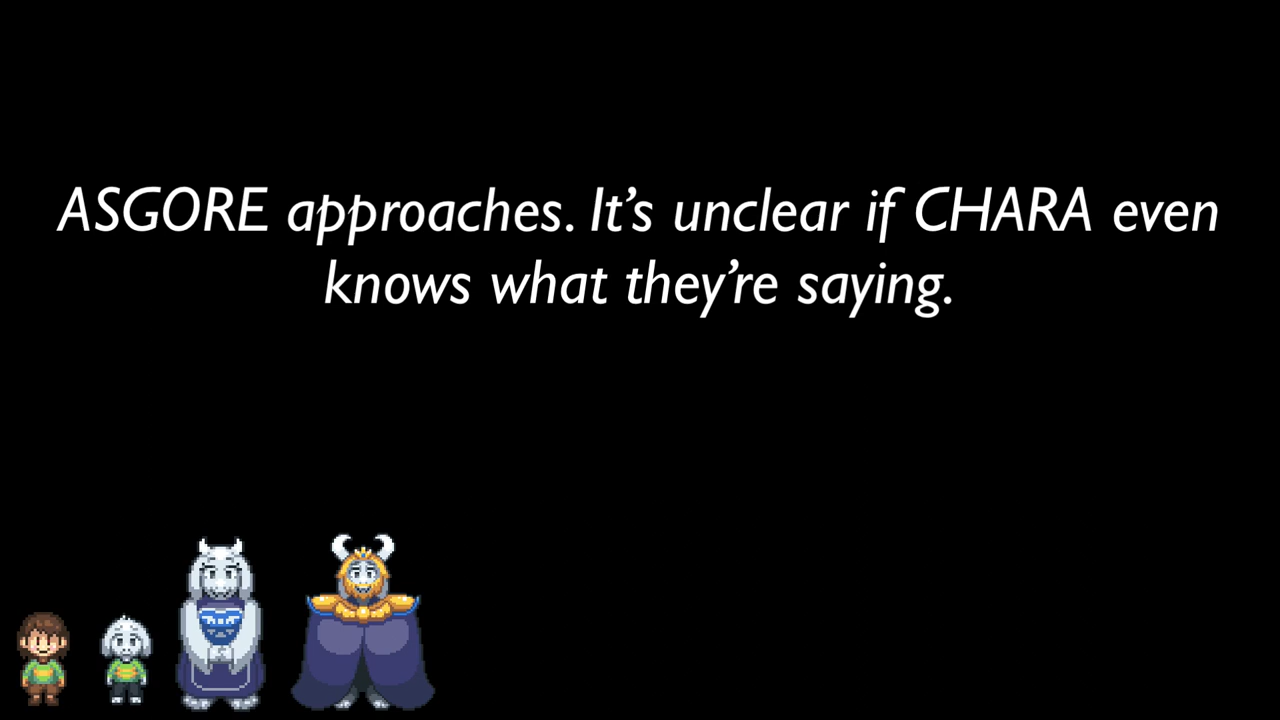 ASGORE approaches. It’s unclear if CHARA even
knows what they’re saying.